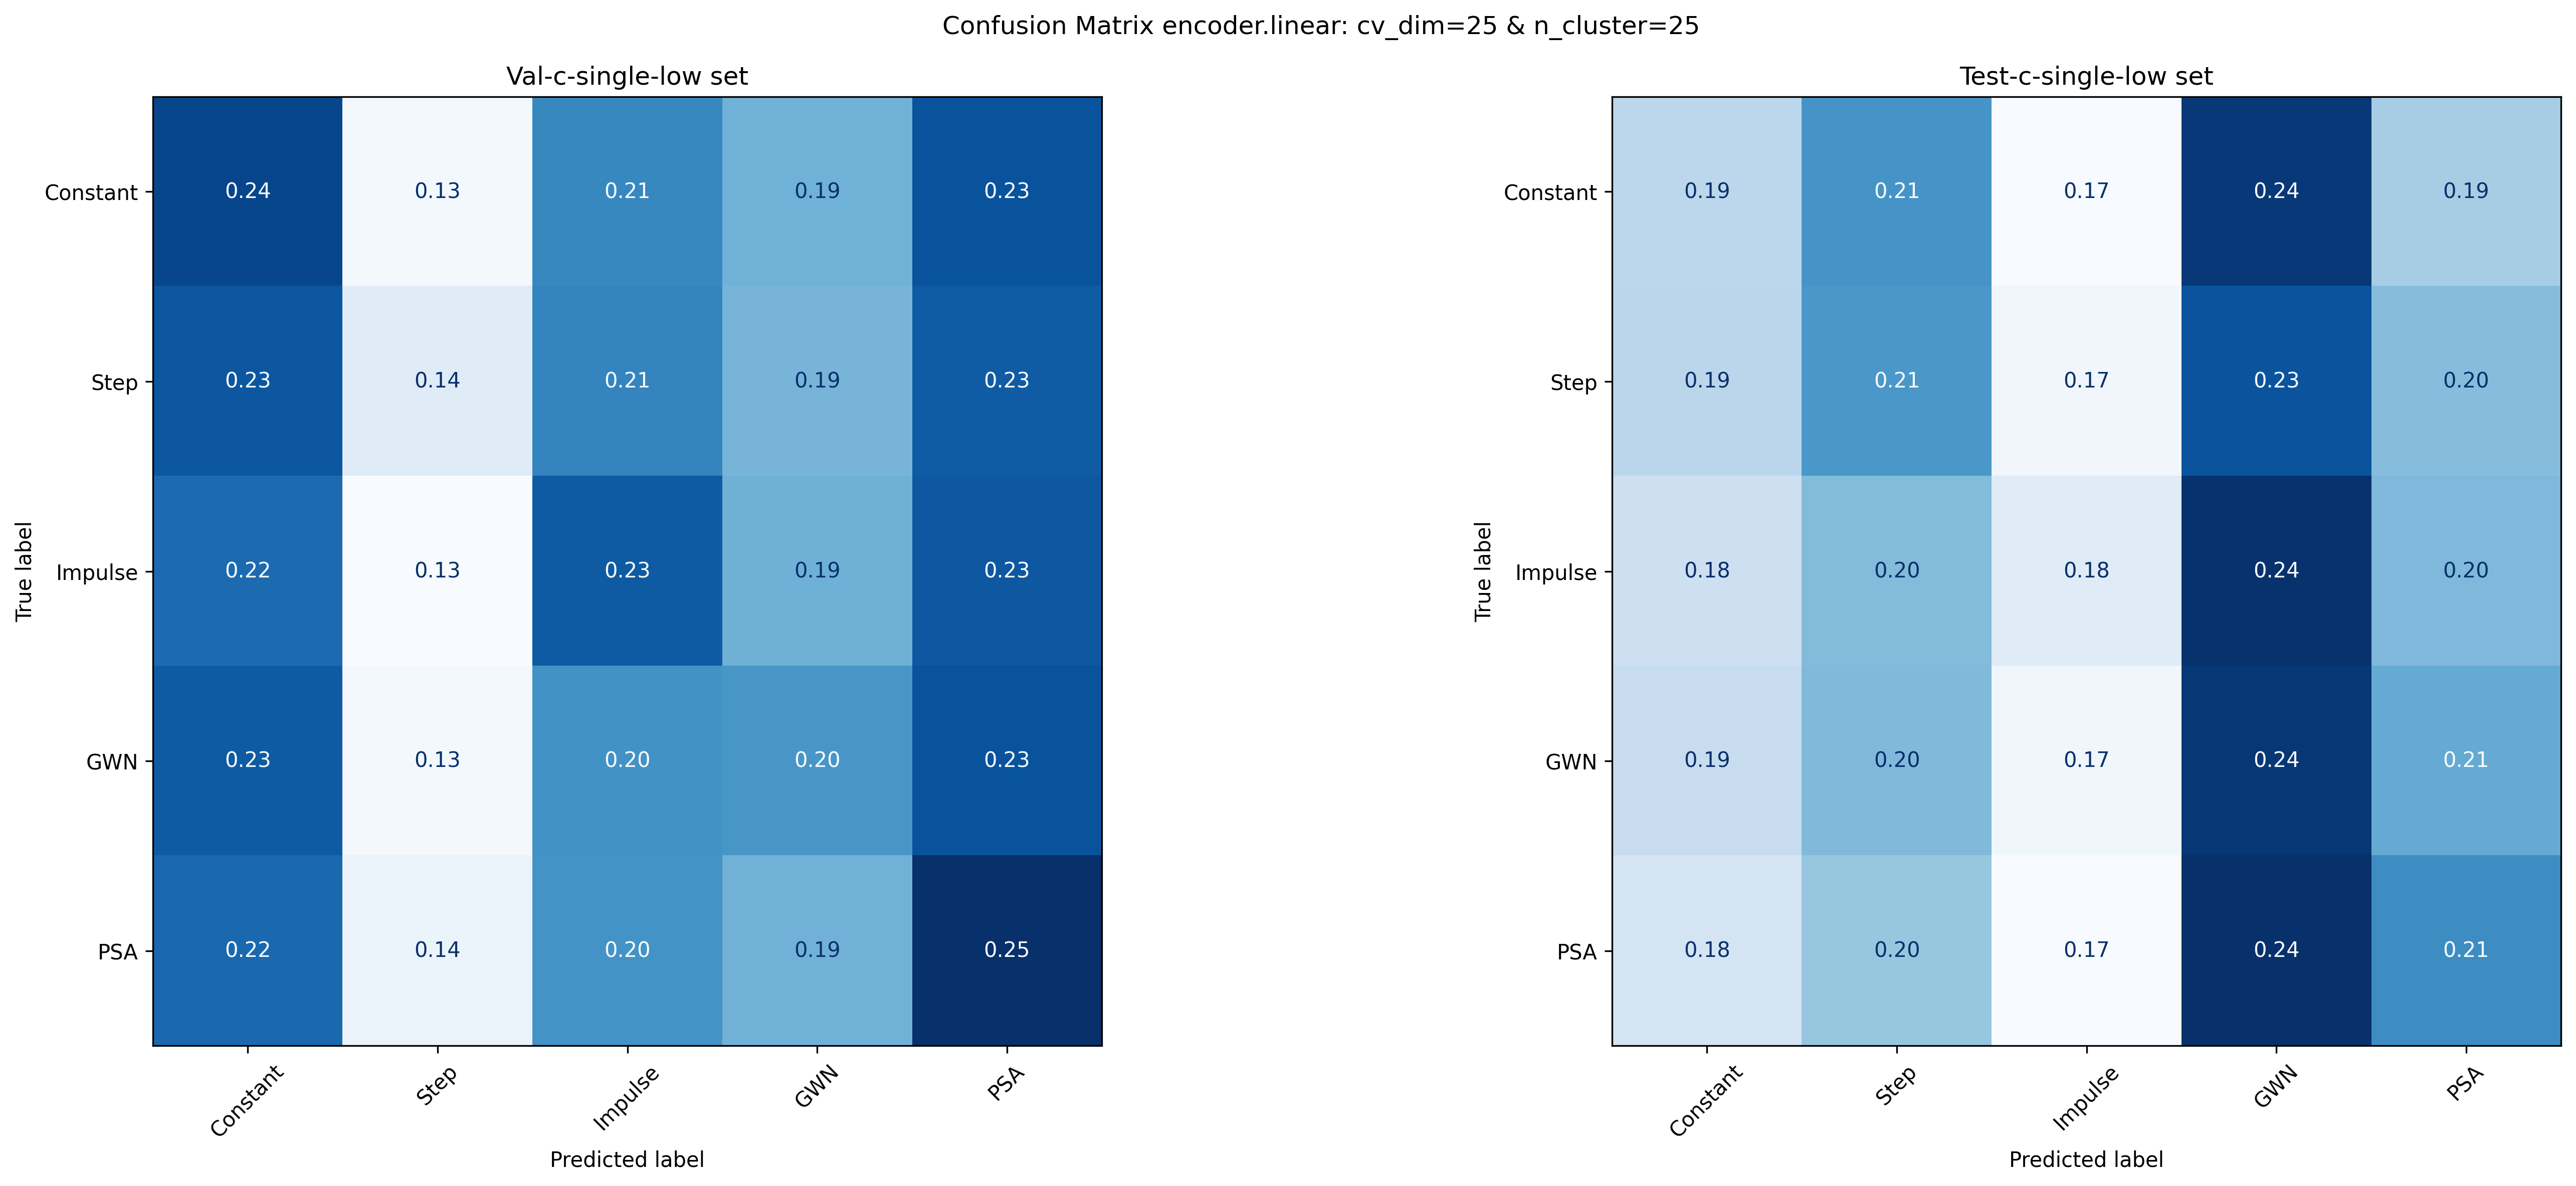 Confusion Matrix encoder.linear: cv_dim=25 & n_cluster=25
Val-c-single-low set
True label
Constant 0.24 0.13 0.21 0.19 0.23
Step 0.23 0.14 0.21 0.19 0.23
Impulse 0.22 0.13 0.23 0.19 0.23
GWN 0.23 0.13 0.20 0.20 0.23
PSA 0.22 0.14 0.20 0.19 0.25
Constant Step Impulse GWN PSA
Predicted label
Test-c-single-low set
True label
Constant 0.19 0.21 0.17 0.24 0.19
Step 0.19 0.21 0.17 0.23 0.20
Impulse 0.18 0.20 0.18 0.24 0.20
GWN 0.19 0.20 0.17 0.24 0.21
PSA 0.18 0.20 0.17 0.24 0.21
Constant Step Impulse GWN PSA
Predicted label